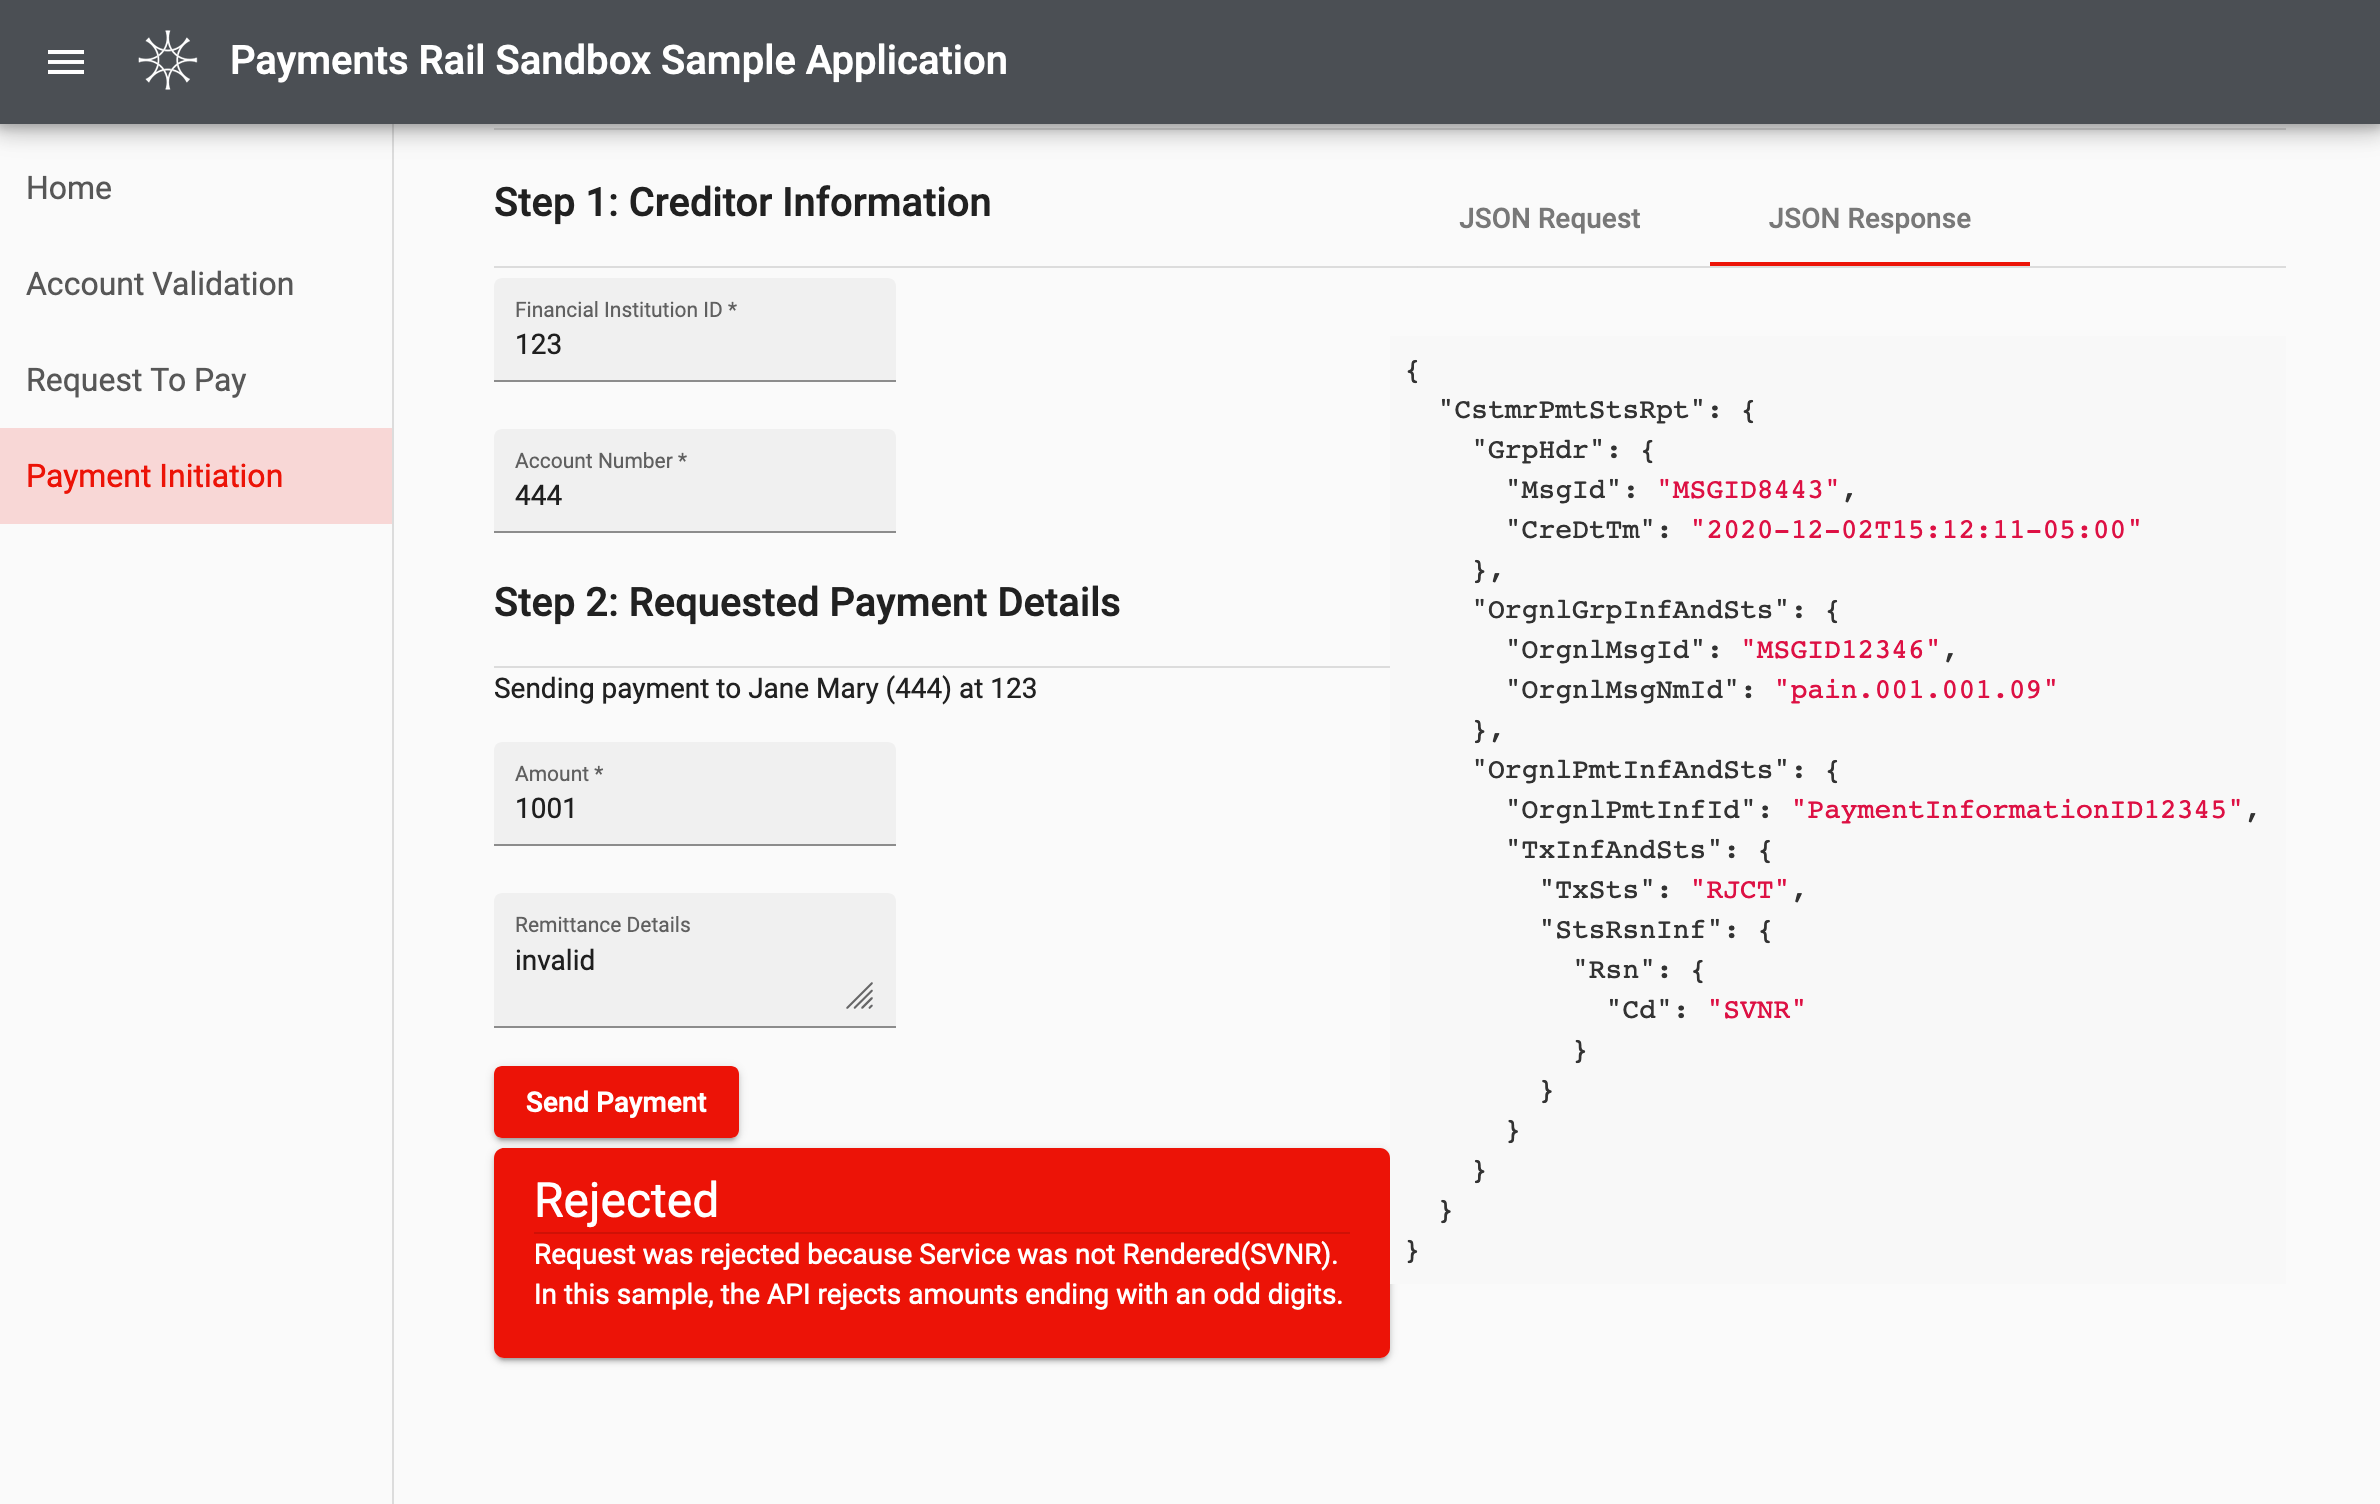 Payments Rail Sandbox Sample Application
Home
Account Validation
Request To Pay
Payment Initiation
Step 1: Creditor Information
Financial Institution ID *
123
Account Number *
444
Step 2: Requested Payment Details
Sending payment to Jane Mary (444) at 123
Amount *
1001
Remittance Details
invalid
Send Payment
Rejected
Request was rejected because Service was not Rendered(SVNR).
In this sample, the API rejects amounts ending with an odd digits.
JSON Request
JSON Response
{
  "CstmrPmtStsRpt": {
    "GrpHdr": {
      "MsgId": "MSGID8443",
      "CreDtTm": "2020-12-02T15:12:11-05:00"
    },
    "OrgnlGrpInfAndSts": {
      "OrgnlMsgId": "MSGID12346",
      "OrgnlMsgNmId": "pain.001.001.09"
    },
    "OrgnlPmtInfAndSts": {
      "OrgnlPmtInfId": "PaymentInformationID12345",
      "TxInfAndSts": {
        "TxSts": "RJCT",
        "StsRsnInf": {
          "Rsn": {
            "Cd": "SVNR"
          }
        }
      }
    }
  }
}